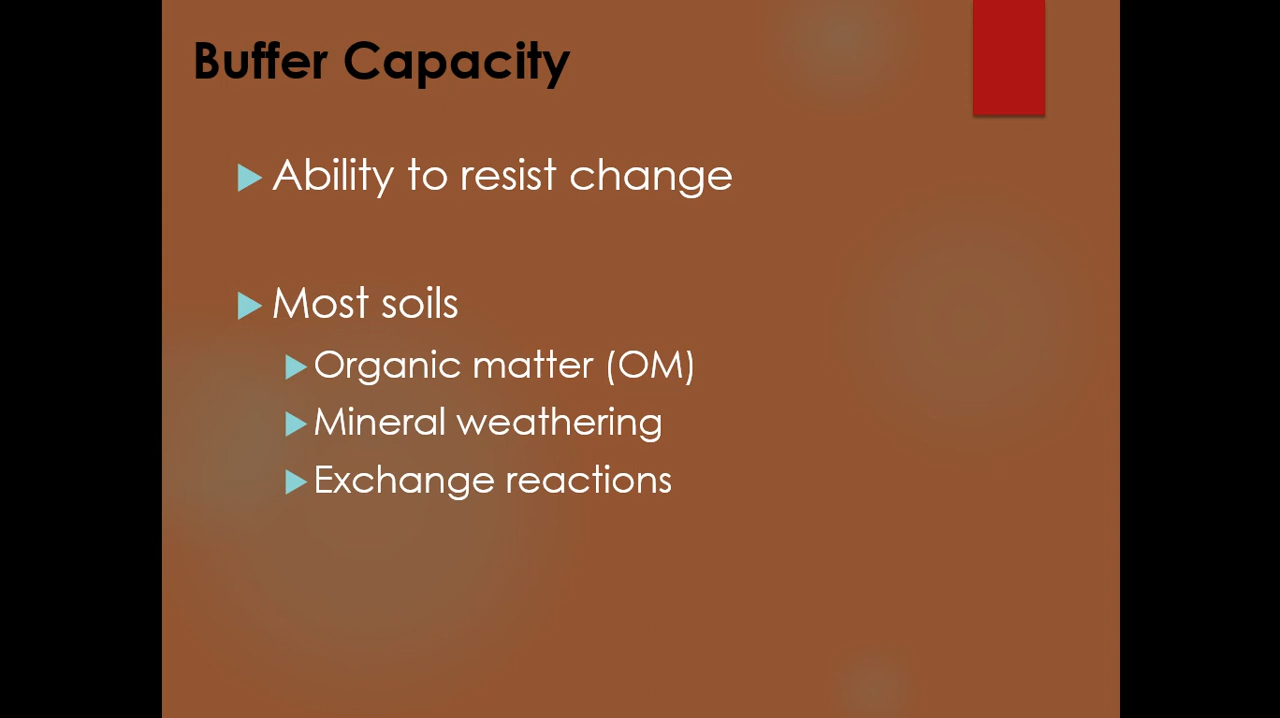 Buffer Capacity
Ability to resist change
Most soils
Organic matter (OM)
Mineral weathering
Exchange reactions